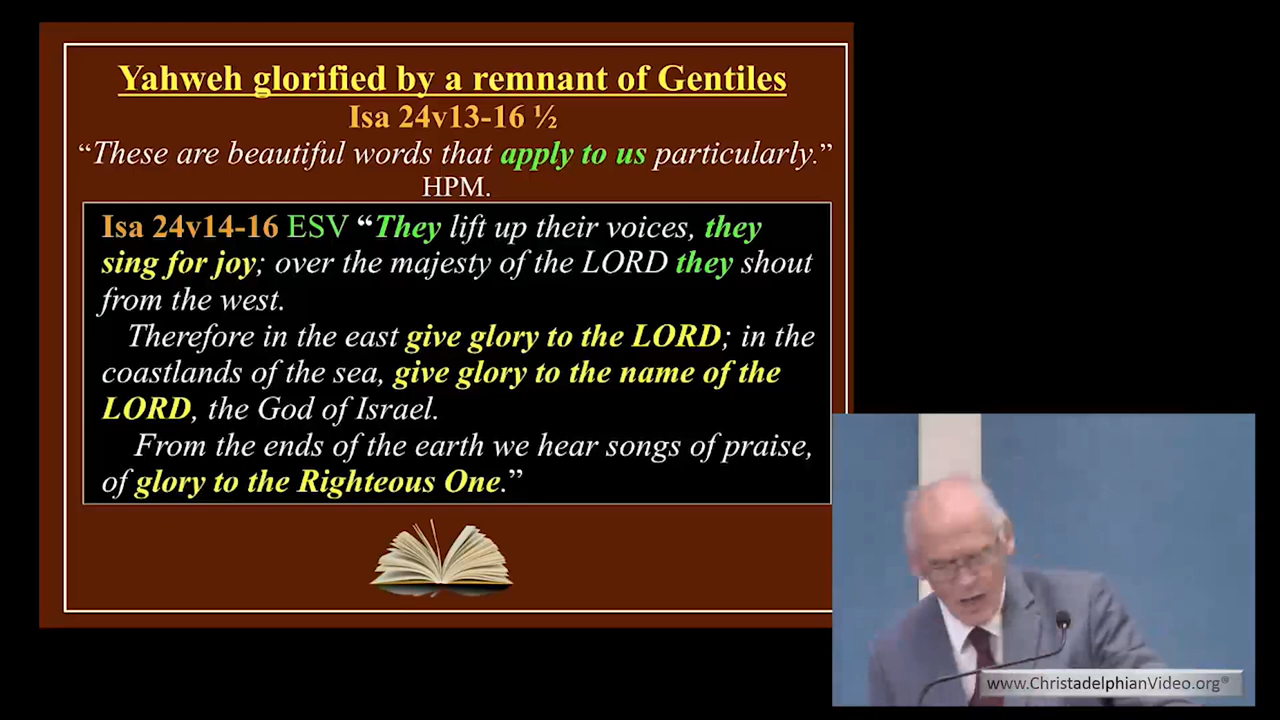 Yahweh glorified by a remnant of Gentiles
Isa 24v13-16 ½
“These are beautiful words that apply to us particularly.”
HPM.
Isa 24v14-16 ESV “They lift up their voices, they
sing for joy; over the majesty of the LORD they shout
from the west.
Therefore in the east give glory to the LORD; in the
coastlands of the sea, give glory to the name of the
LORD, the God of Israel.
From the ends of the earth we hear songs of praise,
of glory to the Righteous One.”
www.ChristadelphianVideo.org®